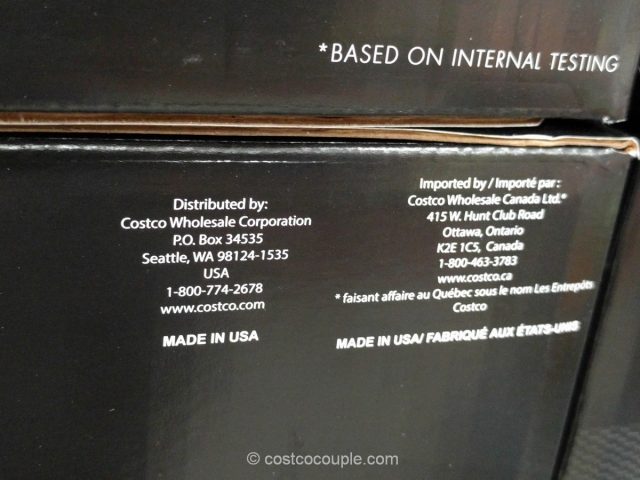 *BASED ON INTERNAL TESTING
Distributed by:
Costco Wholesale Corporation
P.O. Box 34535
Seattle, WA 98124-1535
USA
1-800-774-2678
www.costco.com
MADE IN USA
Imported by / Importé par :
Costco Wholesale Canada Ltd.*
415 W. Hunt Club Road
Ottawa, Ontario
K2E 1C5, Canada
1-800-463-3783
www.costco.ca
* faisant affaire au Québec sous le nom Les Entrepôts
Costco
MADE IN USA/ FABRIQUÉ AUX ÉTATS-UNIS
© costcocouple.com